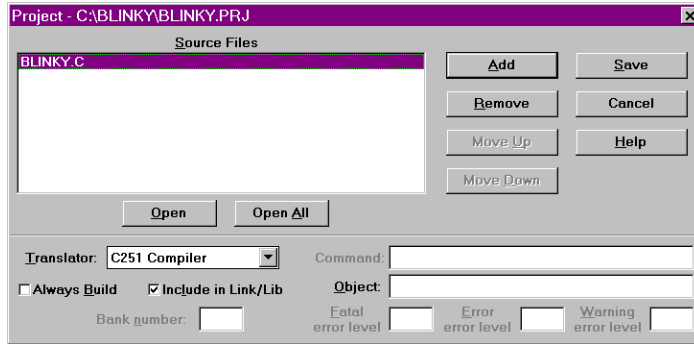 Project - C:\BLINKY\BLINKY.PRJ
Source Files
BLINKY.C
Add
Save
Remove
Cancel
Move Up
Help
Move Down
Open
Open All
Translator: C251 Compiler
Command:
Always Build
Include in Link/Lib
Object:
Bank number:
Fatal
error level
Error
error level
Warning
error level